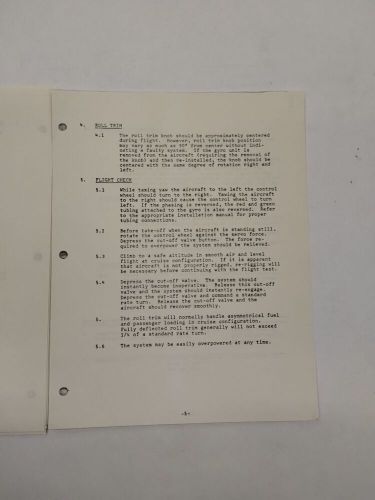 4. ROLL TRIM
4.1 The roll trim knob should be approximately centered
during flight. However, roll trim knob position
may vary as much as 90° from center without indi-
cating a faulty system. If the gyro unit is
removed from the aircraft (requiring the removal of
the knob) and then re-installed, the knob should be
centered with the same degree of rotation right and
left.
5. FLIGHT CHECK
5.1 While taxing yaw the aircraft to the left the control
wheel should turn to the right. Yawing the aircraft
to the right should cause the control wheel to turn
left. If the phasing is reversed, the red and green
tubing attached to the gyro is also reversed. Refer
to the appropriate installation manual for proper
tubing connections.
5.2 Before take-off when the aircraft is standing still,
rotate the control wheel against the servo force.
Depress the cut-off valve button. The force re-
quired to overpower the system should be relieved.
5.3 Climb to a safe altitude in smooth air and level
flight at cruise configuration. If it is apparent
that aircraft is not properly rigged, re-rigging will
be necessary before continuing with the flight test.
5.4 Depress the cut-off valve. The system should
instantly become inoperative. Release this cut-off
valve and the system should instantly re-engage.
Depress the cut-off valve and command a standard
rate turn. Release the cut-off valve and the
aircraft should recover smoothly.
5. The roll trim will normally handle asymmetrical fuel
and passenger loading in cruise configuration.
Fully deflected roll trim generally will not exceed
3/4 of a standard rate turn.
5.6 The system may be easily overpowered at any time.